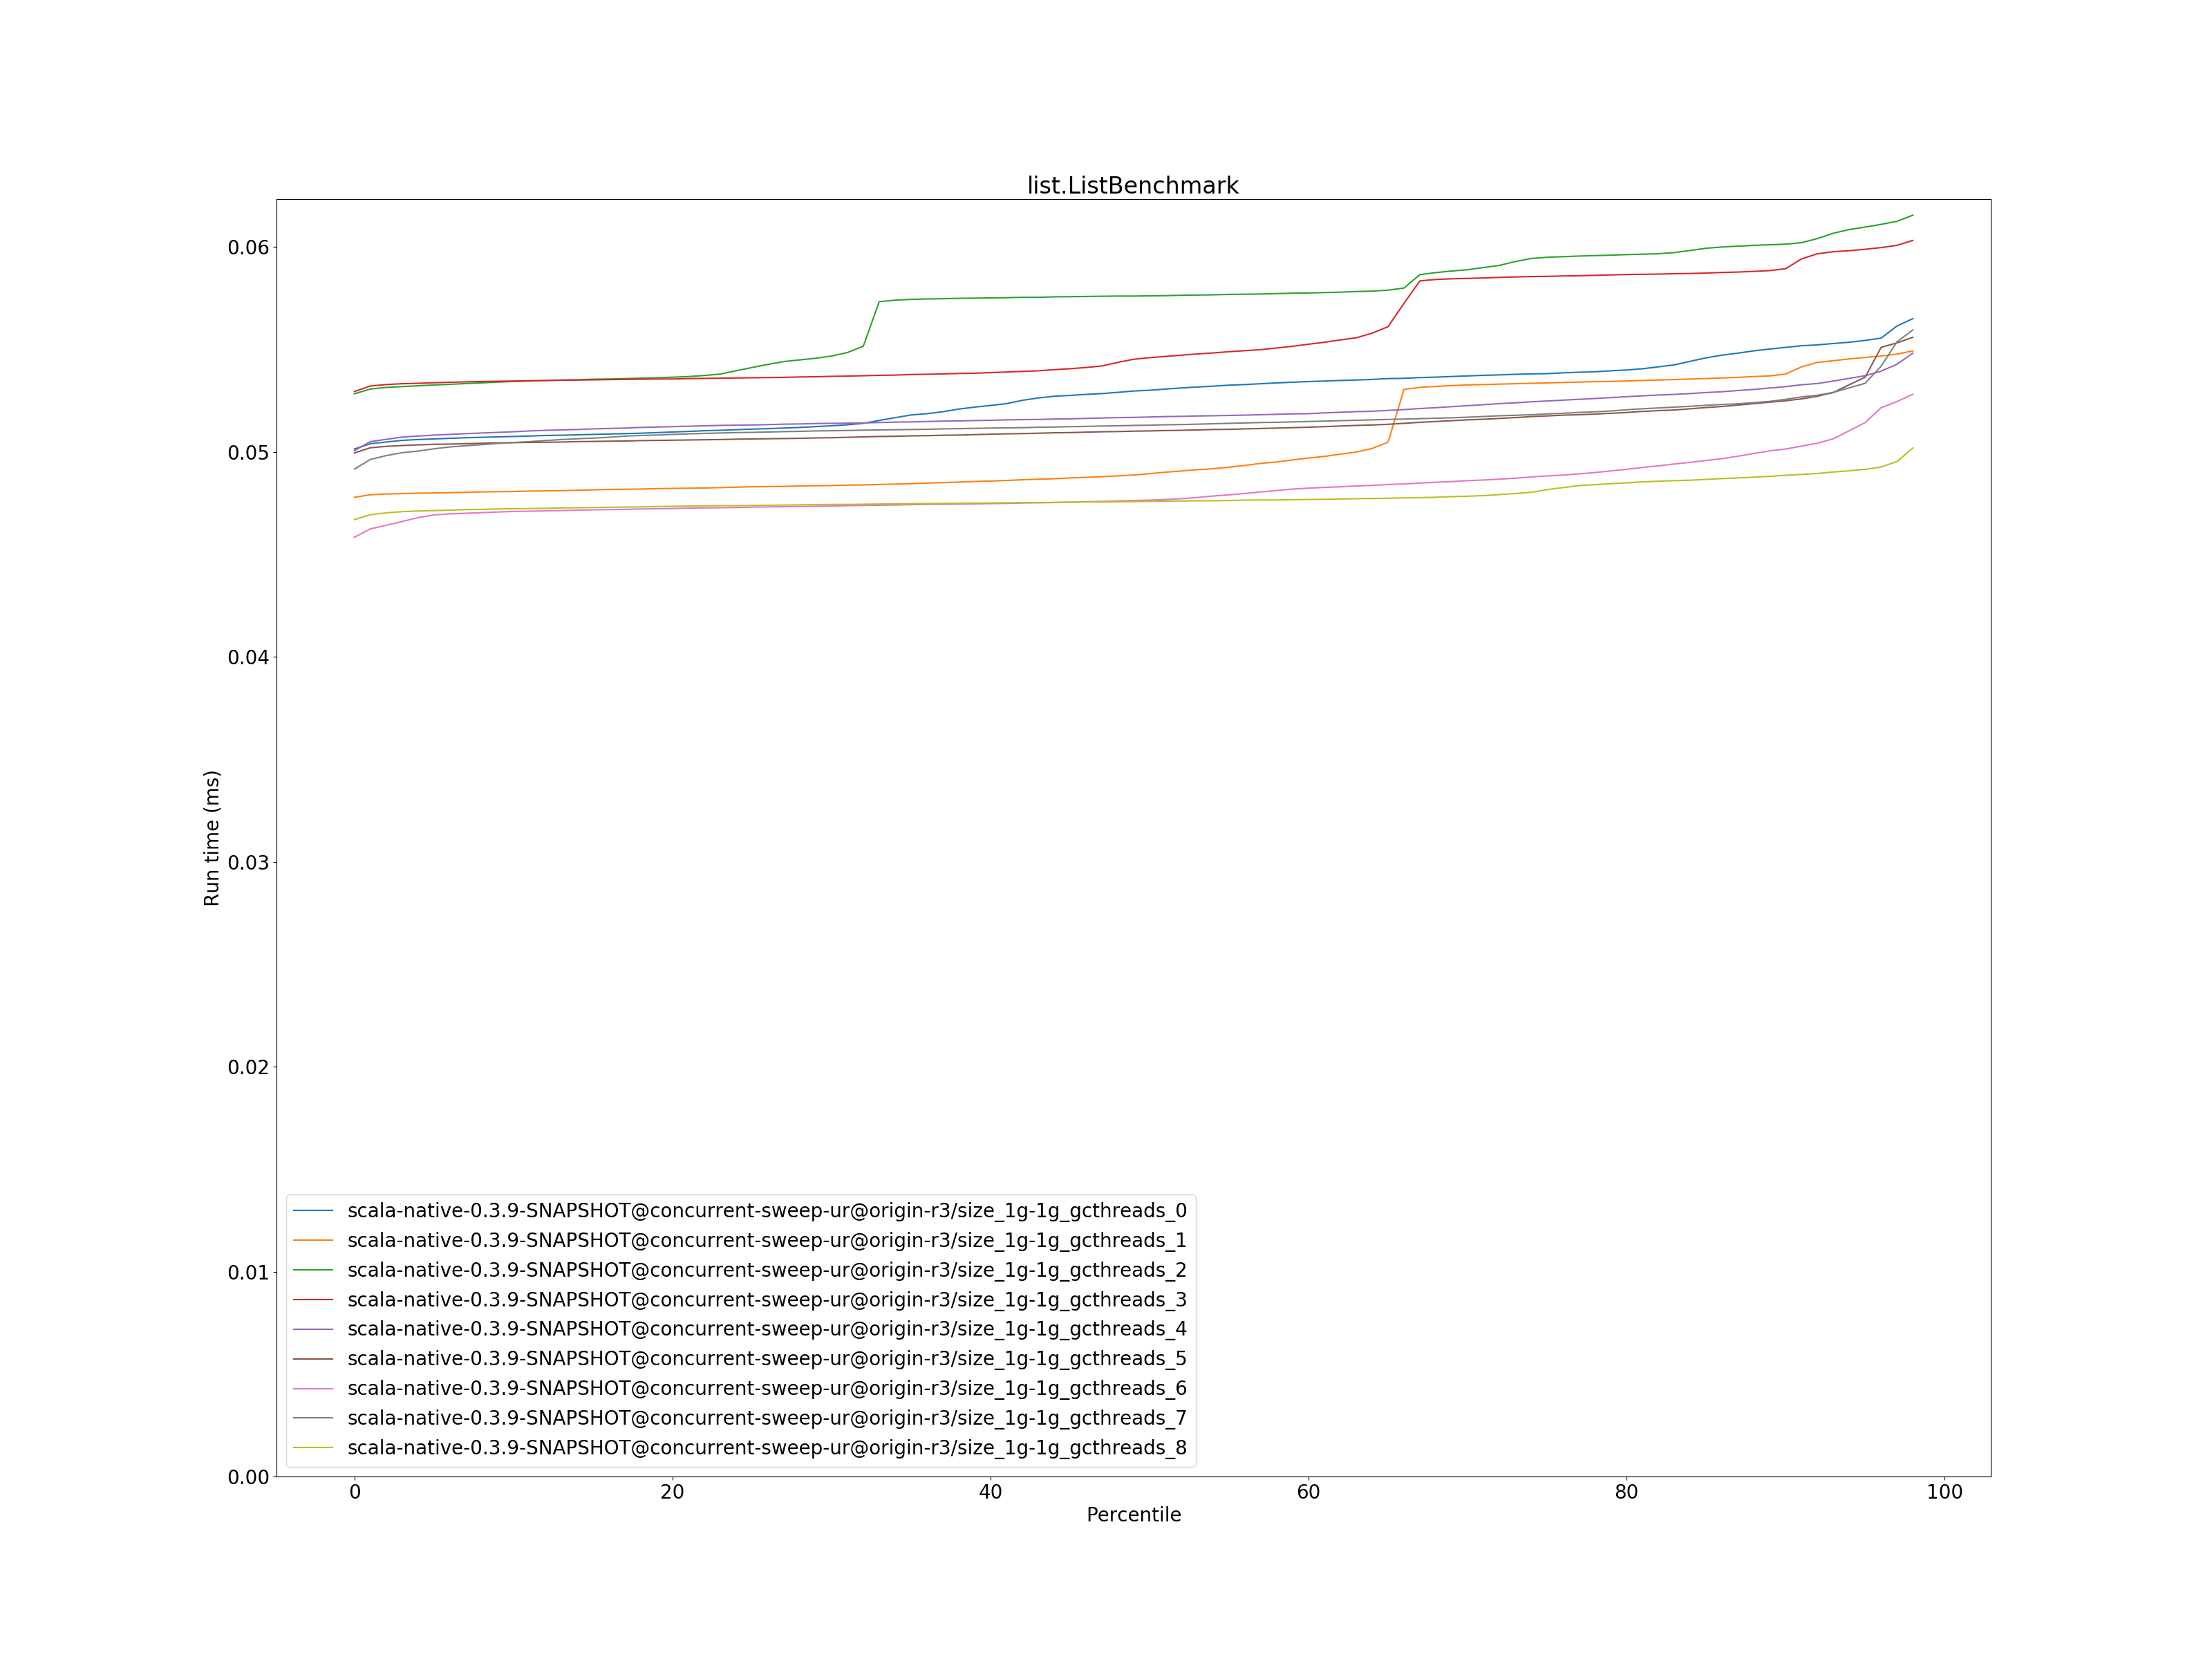 list.ListBenchmark
0.06
0.05
0.04
0.03
0.02
0.01
0.00
Run time (ms)
scala-native-0.3.9-SNAPSHOT@concurrent-sweep-ur@origin-r3/size_1g-1g_gcthreads_0
scala-native-0.3.9-SNAPSHOT@concurrent-sweep-ur@origin-r3/size_1g-1g_gcthreads_1
scala-native-0.3.9-SNAPSHOT@concurrent-sweep-ur@origin-r3/size_1g-1g_gcthreads_2
scala-native-0.3.9-SNAPSHOT@concurrent-sweep-ur@origin-r3/size_1g-1g_gcthreads_3
scala-native-0.3.9-SNAPSHOT@concurrent-sweep-ur@origin-r3/size_1g-1g_gcthreads_4
scala-native-0.3.9-SNAPSHOT@concurrent-sweep-ur@origin-r3/size_1g-1g_gcthreads_5
scala-native-0.3.9-SNAPSHOT@concurrent-sweep-ur@origin-r3/size_1g-1g_gcthreads_6
scala-native-0.3.9-SNAPSHOT@concurrent-sweep-ur@origin-r3/size_1g-1g_gcthreads_7
scala-native-0.3.9-SNAPSHOT@concurrent-sweep-ur@origin-r3/size_1g-1g_gcthreads_8
0 20 40 60 80 100
Percentile